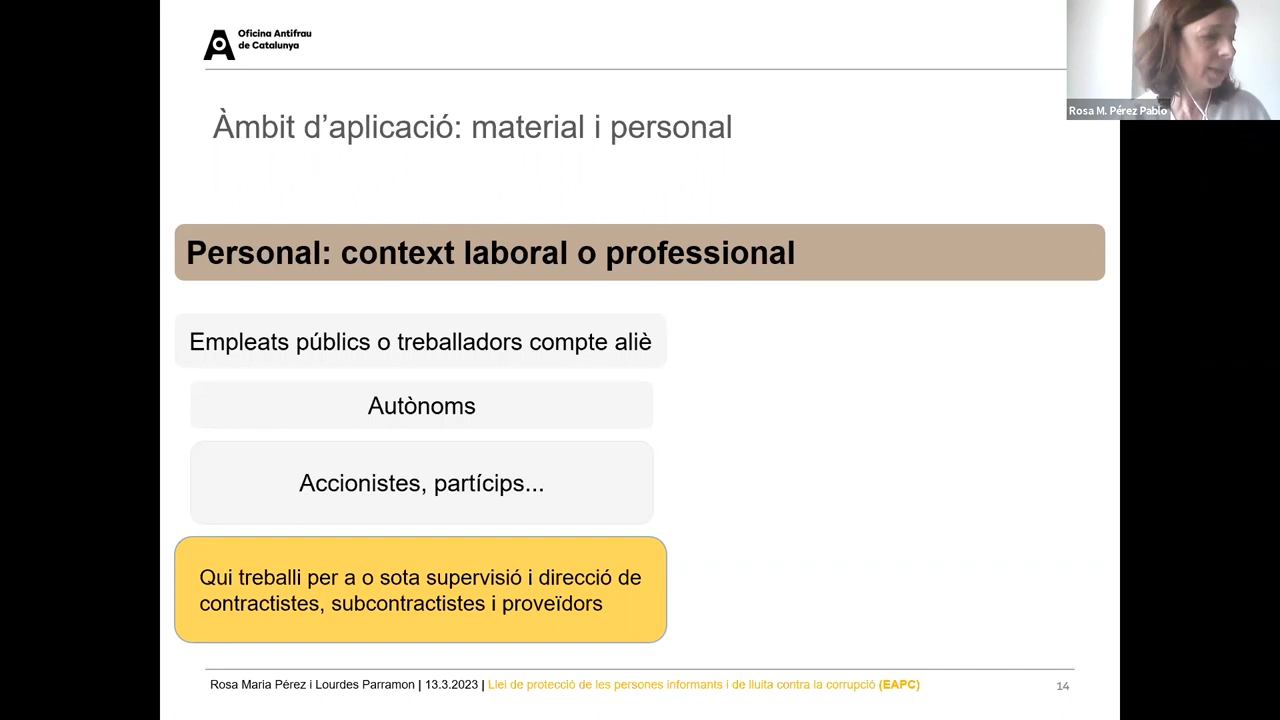 Oficina Antifrau
de Catalunya
Rosa M. Pérez Pablo
Àmbit d’aplicació: material i personal
Personal: context laboral o professional
Empleats públics o treballadors compte aliè
Autònoms
Accionistes, partícips...
Qui treballi per a o sota supervisió i direcció de
contractistes, subcontractistes i proveïdors
Rosa Maria Pérez i Lourdes Parramon | 13.3.2023 | Llei de protecció de les persones informants i de lluita contra la corrupció (EAPC)
14